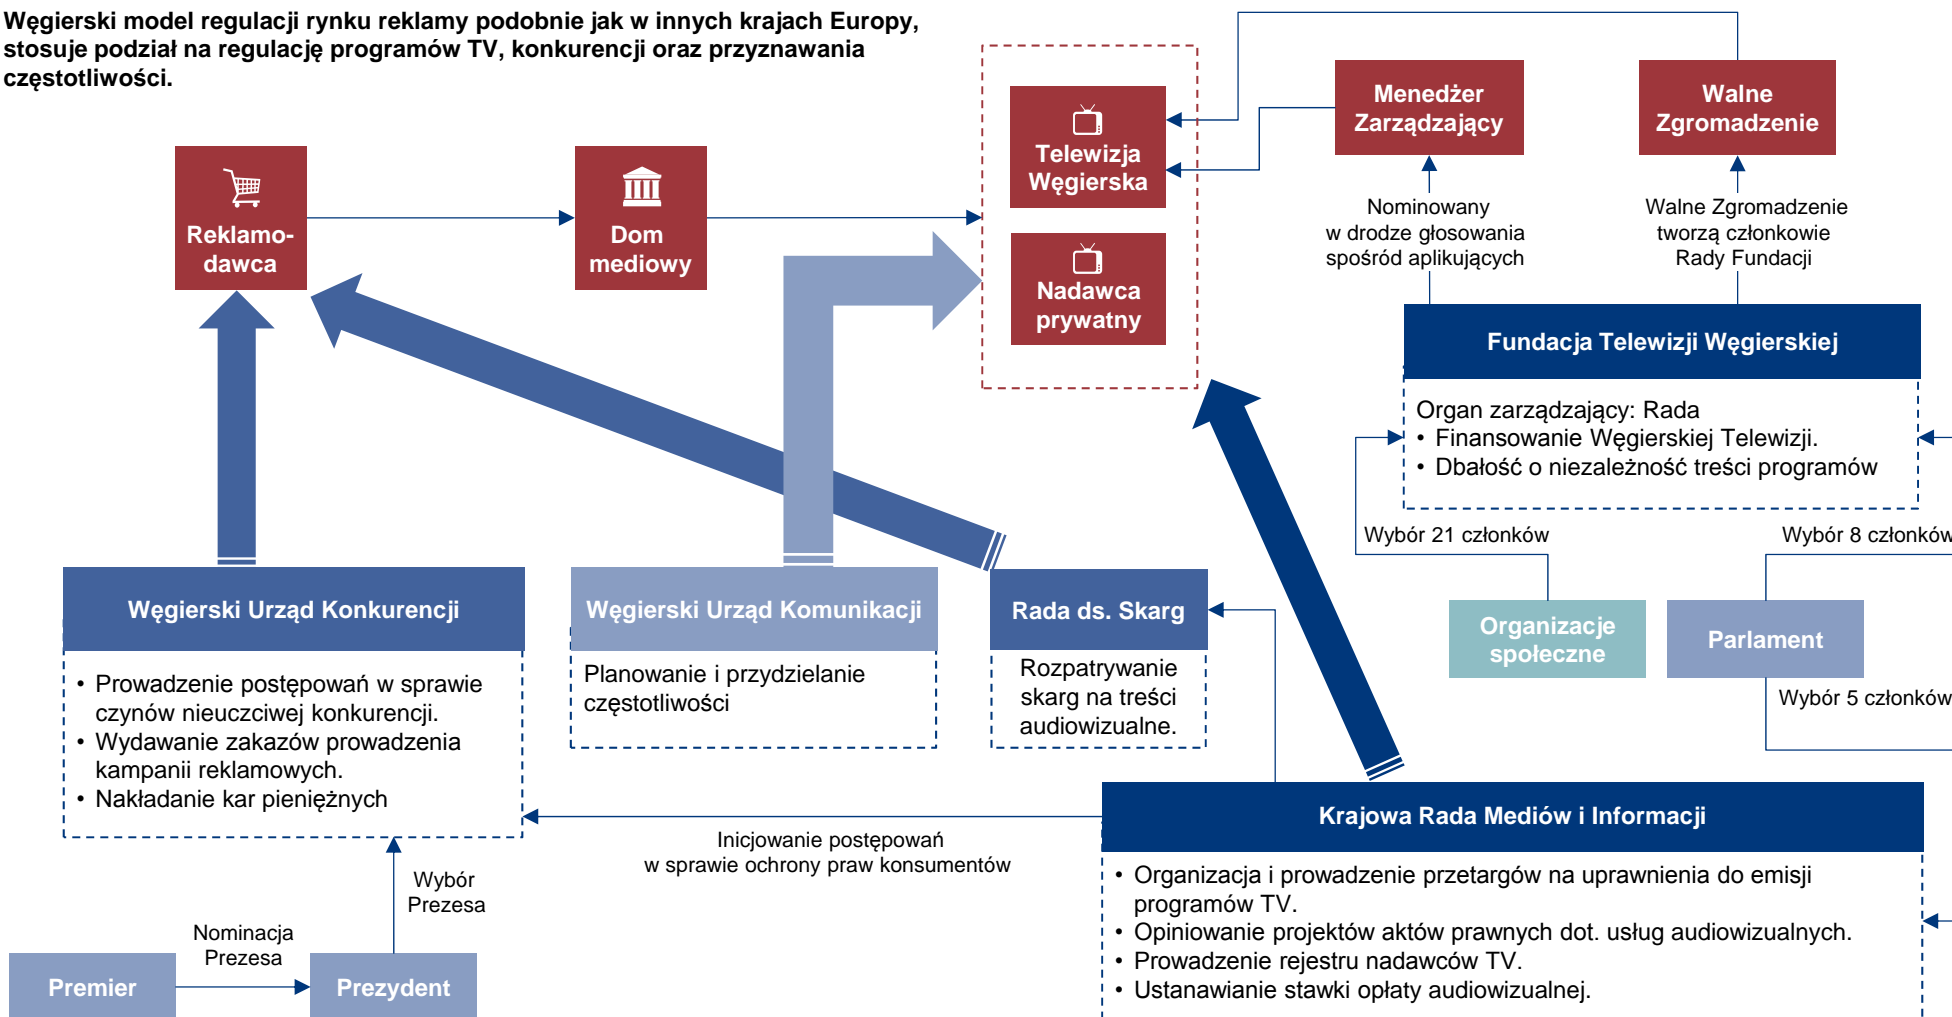 Węgierski model regulacji rynku reklamy podobnie jak w innych krajach Europy,
stosuje podział na regulację programów TV, konkurencji oraz przyznawania
częstotliwości.
Menedżer
Zarządzający
Walne
Zgromadzenie
Telewizja
Węgierska
Reklamo-
dawca
Dom
mediowy
Nadawca
prywatny
Nominowany
w drodze głosowania
spośród aplikujących
Walne Zgromadzenie
tworzą członkowie
Rady Fundacji
Fundacja Telewizji Węgierskiej
Organ zarządzający: Rada
• Finansowanie Węgierskiej Telewizji.
• Dbałość o niezależność treści programów
Wybór 21 członków
Wybór 8 członków
Organizacje
społeczne
Parlament
Wybór 5 członków
Węgierski Urząd Konkurencji
• Prowadzenie postępowań w sprawie
czynów nieuczciwej konkurencji.
• Wydawanie zakazów prowadzenia
kampanii reklamowych.
• Nakładanie kar pieniężnych
Węgierski Urząd Komunikacji
Planowanie i przydzielanie
częstotliwości
Rada ds. Skarg
Rozpatrywanie
skarg na treści
audiowizualne.
Inicjowanie postępowań
w sprawie ochrony praw konsumentów
Krajowa Rada Mediów i Informacji
• Organizacja i prowadzenie przetargów na uprawnienia do emisji
programów TV.
• Opiniowanie projektów aktów prawnych dot. usług audiowizualnych.
• Prowadzenie rejestru nadawców TV.
• Ustanawianie stawki opłaty audiowizualnej.
Wybór
Prezesa
Nominacja
Prezesa
Premier
Prezydent